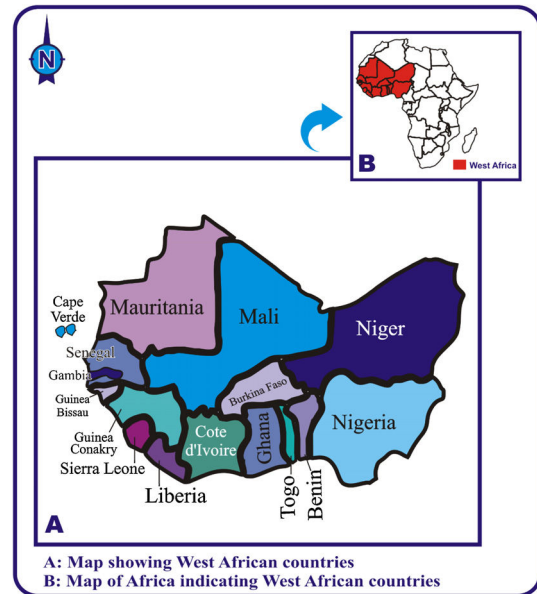 N
B
West Africa
Mauritania
Mali
Niger
Cape
Verde
Senegal
Gambia
Guinea
Bissau
Burkina Faso
Nigeria
Guinea
Conakry
Cote
d'Ivoire
Ghana
Sierra Leone
Liberia
Togo
Benin
A
A: Map showing West African countries
B: Map of Africa indicating West African countries